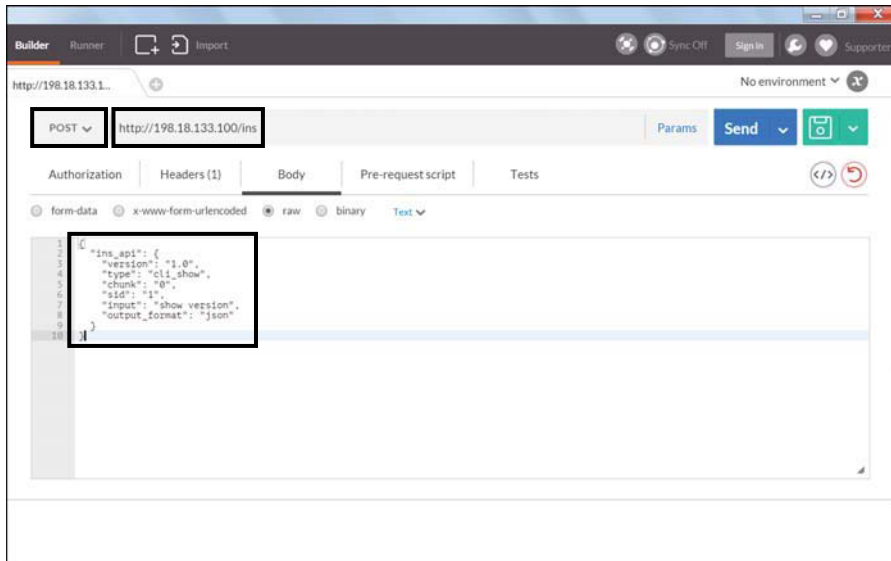 Builder Runner Import Sync Off Sign in Supporter
http://198.18.133.1... No environment
POST http://198.18.133.100/ins Params Send
Authorization Headers (1) Body Pre-request script Tests
form-data x-www-form-urlencoded raw binary Text
1 {
2 "ins_api": {
3 "version": "1.0",
4 "type": "cli_show",
5 "chunk": "0",
6 "sid": "1",
7 "input": "show version",
8 "output_format": "json"
9 }
10 }